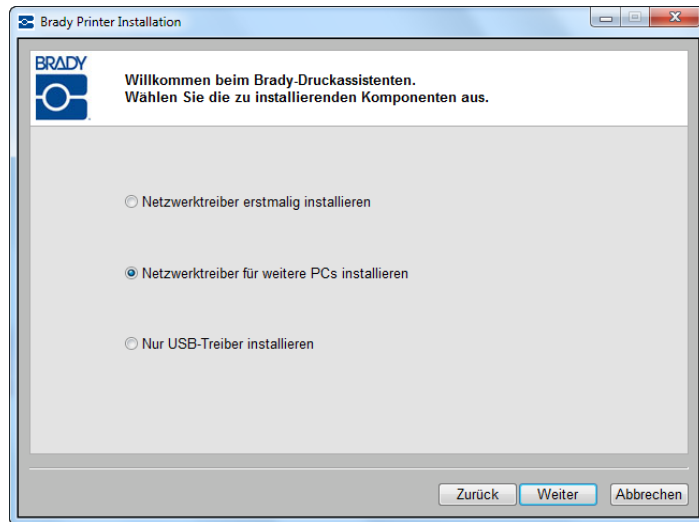 Brady Printer Installation
BRADY
Willkommen beim Brady-Druckassistenten.
Wählen Sie die zu installierenden Komponenten aus.
Netzwerktreiber erstmalig installieren
Netzwerktreiber für weitere PCs installieren
Nur USB-Treiber installieren
Zurück Weiter Abbrechen